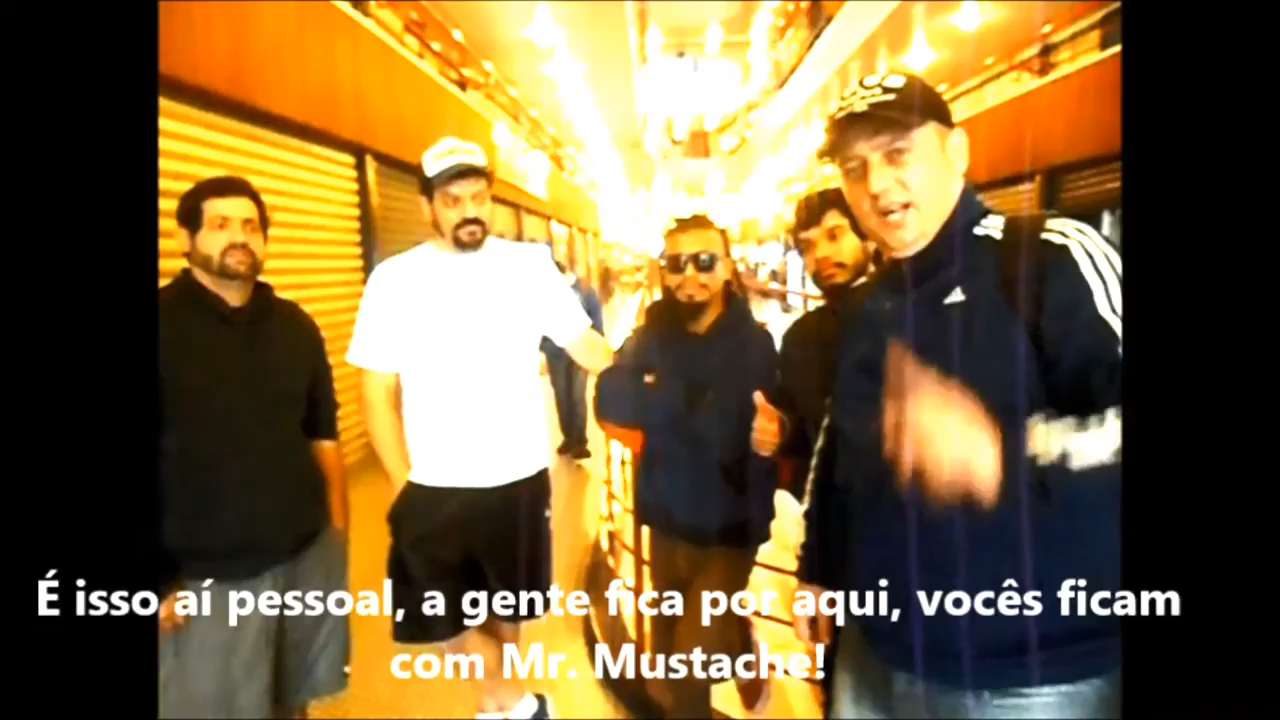 É isso aí pessoal, a gente fica por aqui, vocês ficam
com Mr. Mustache!